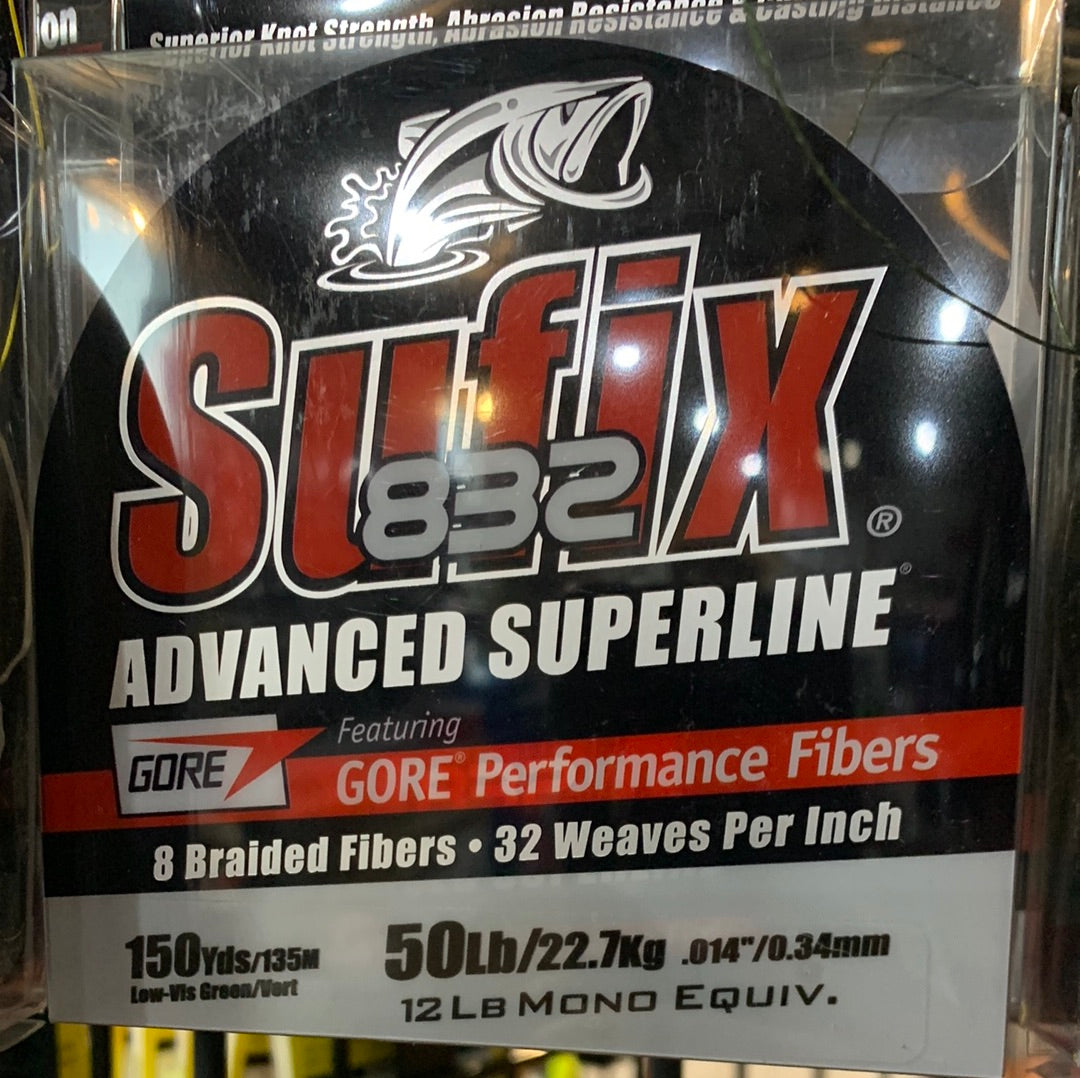 ion
Superior Knot Strength, Abrasion Resistance & Casting Distance
Sufix®
832
ADVANCED SUPERLINE®
GORE
Featuring
GORE® Performance Fibers
8 Braided Fibers • 32 Weaves Per Inch
150Yds/135M
Low-Vis Green/Vert
50Lb/22.7Kg .014"/0.34mm
12 LB MONO EQUIV.